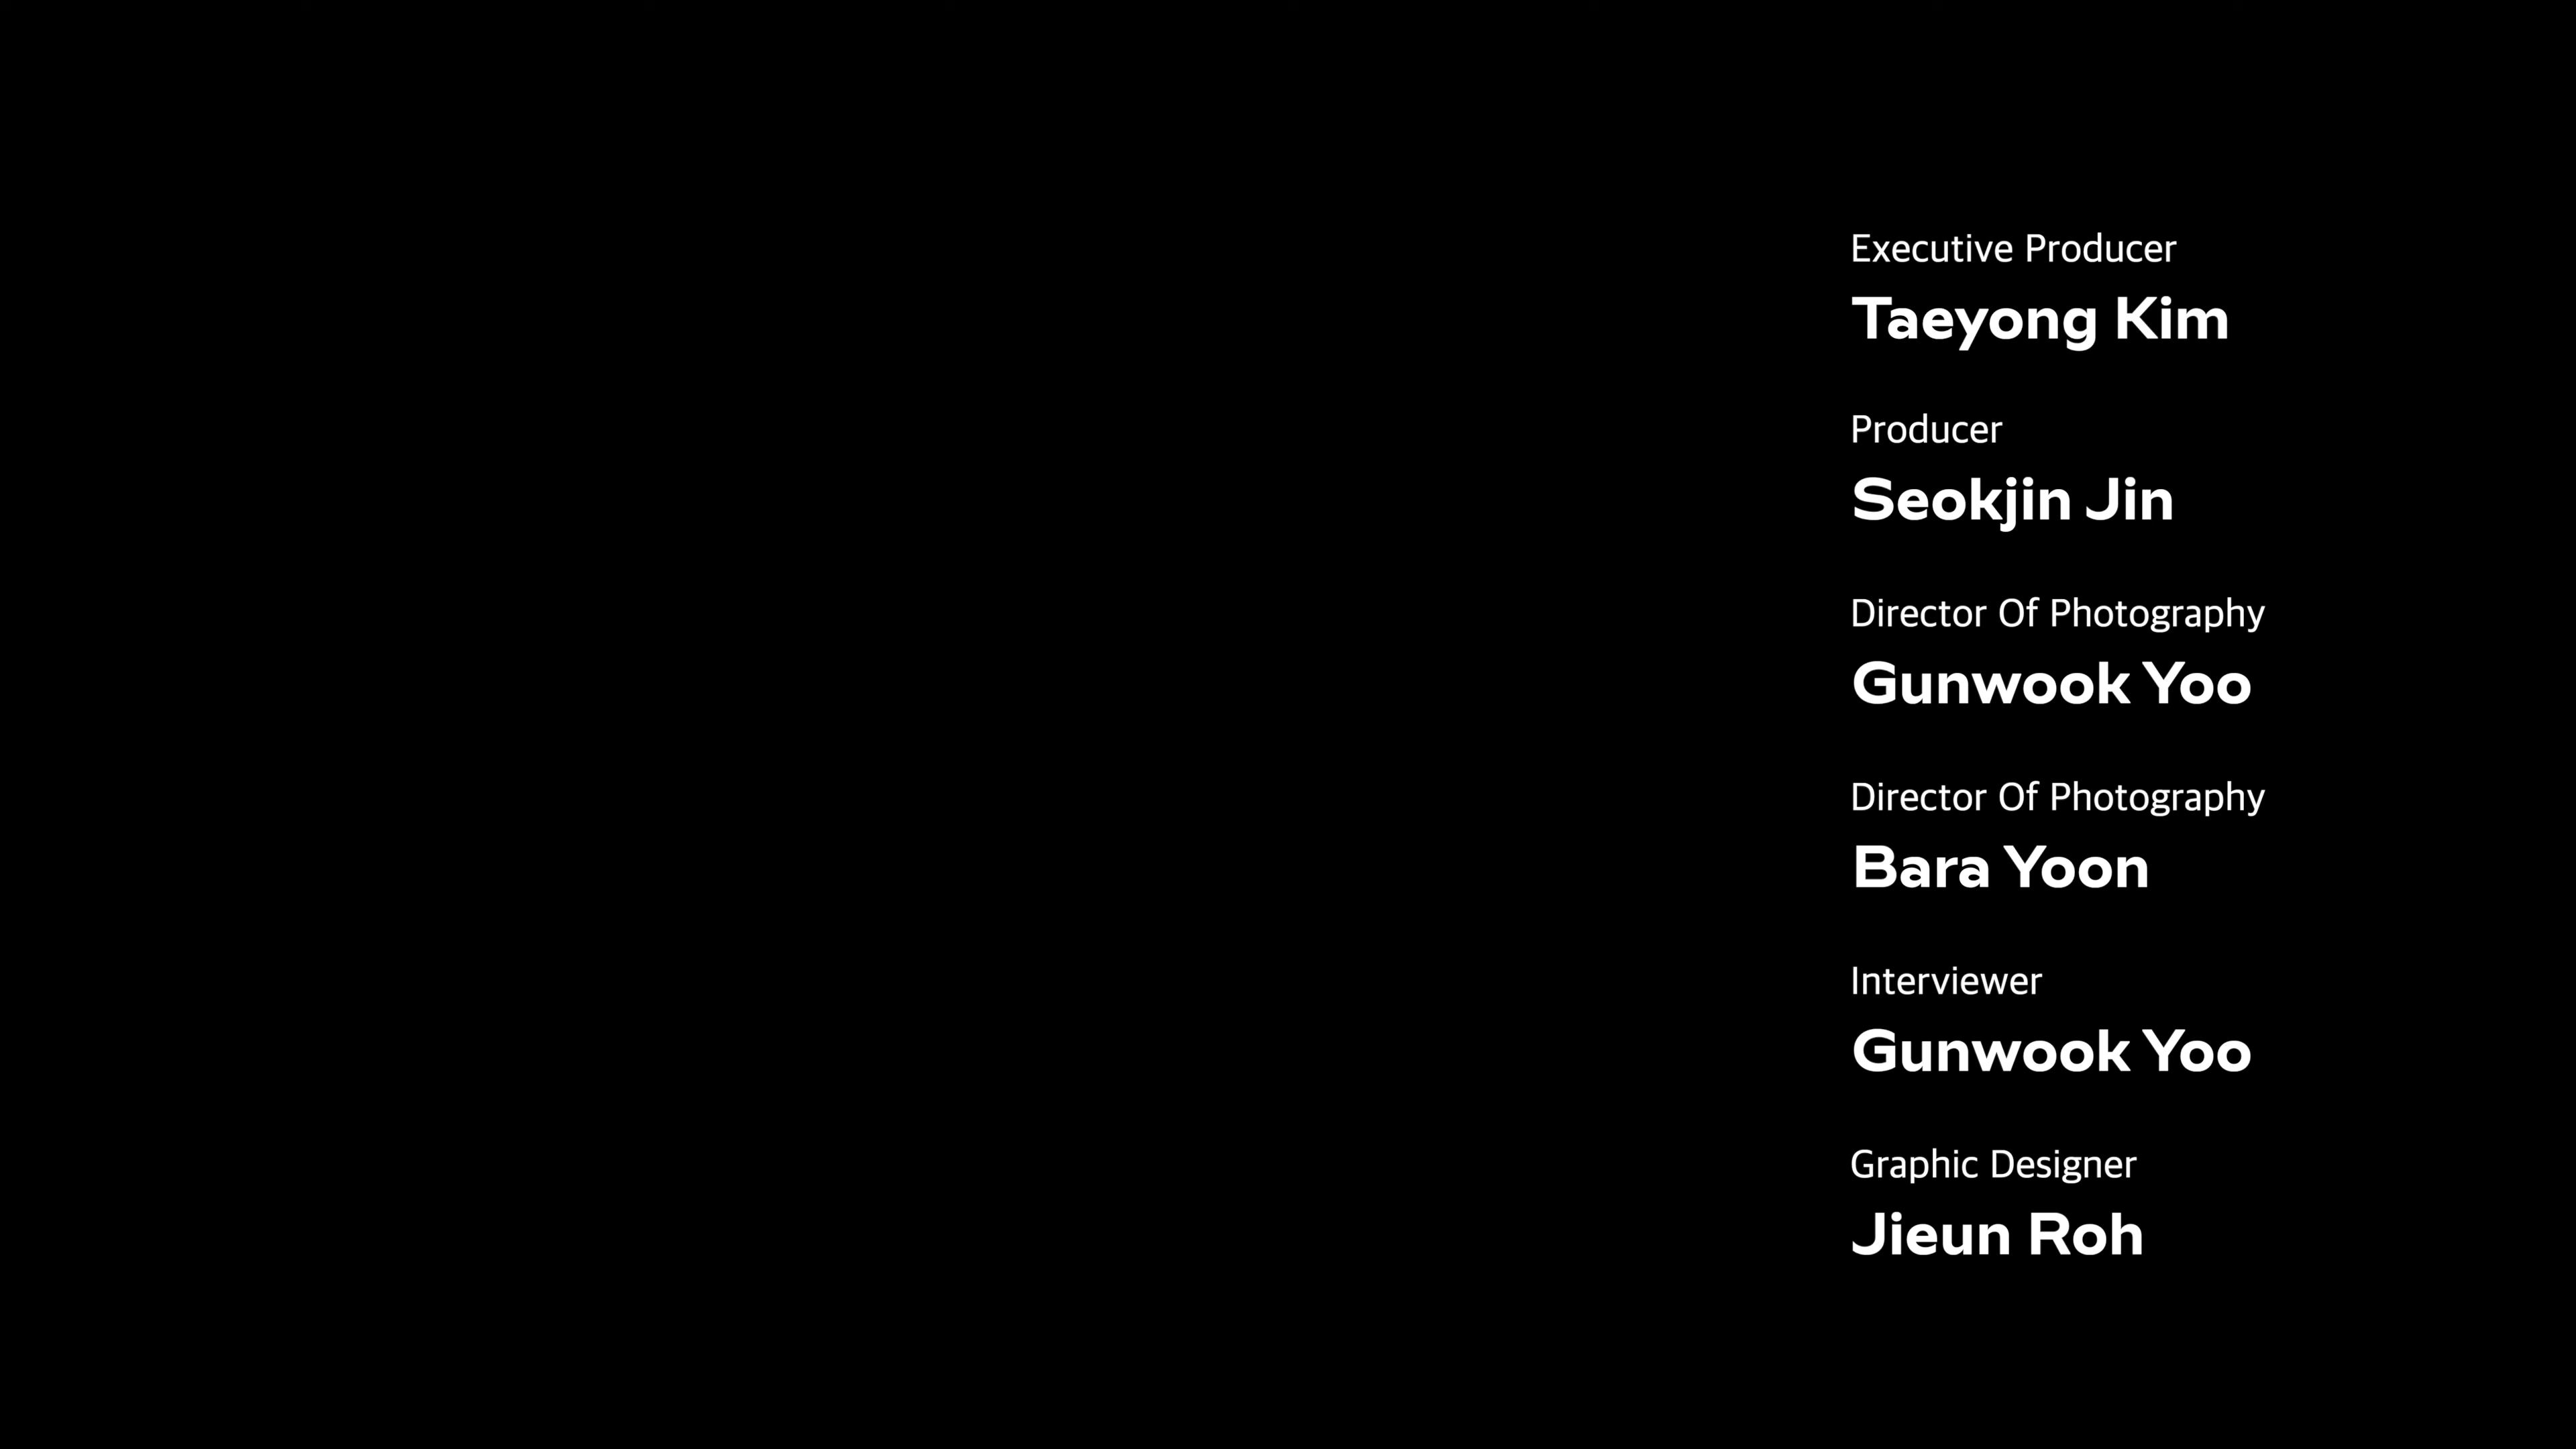 Executive Producer
Taeyong Kim
Producer
Seokjin Jin
Director Of Photography
Gunwook Yoo
Director Of Photography
Bara Yoon
Interviewer
Gunwook Yoo
Graphic Designer
Jieun Roh